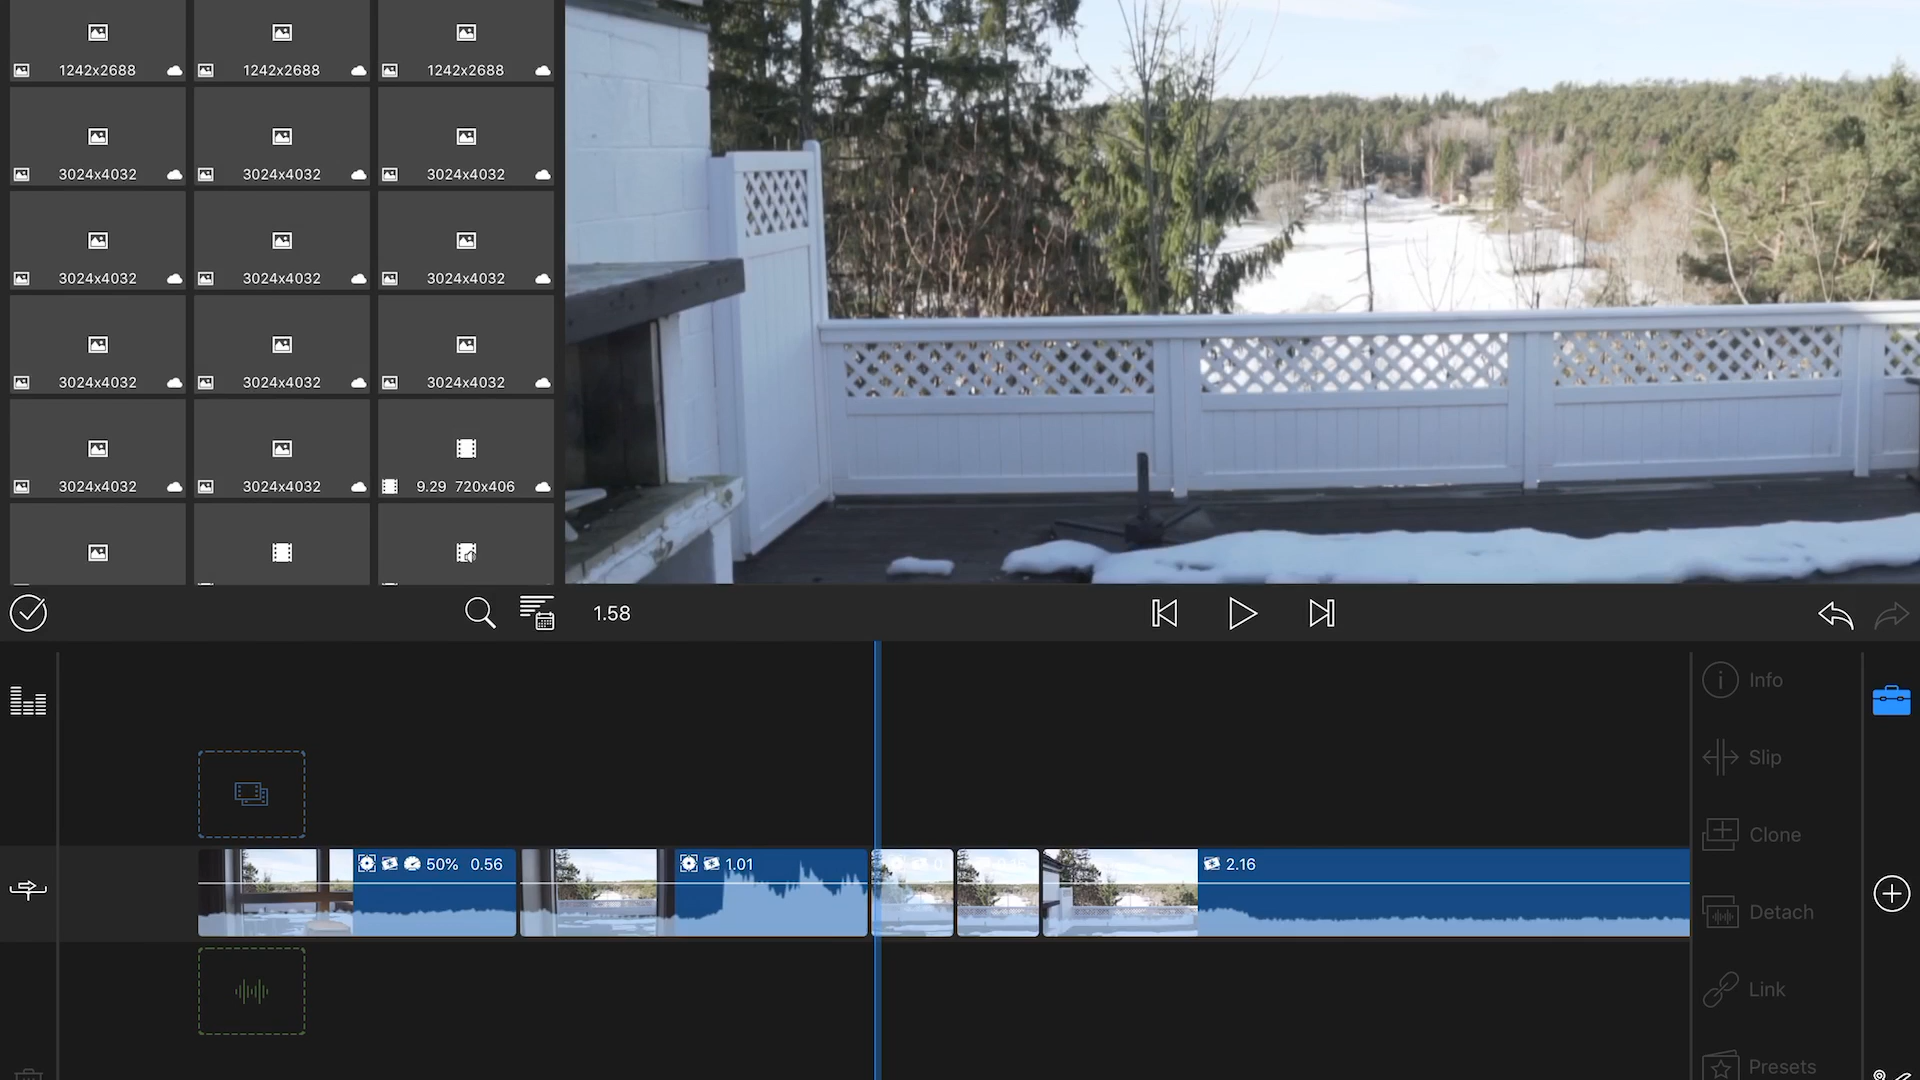 1242x2688 1242x2688 1242x2688
3024x4032 3024x4032 3024x4032
3024x4032 3024x4032 3024x4032
3024x4032 3024x4032 3024x4032
3024x4032 3024x4032 9.29 720x406
1.58
Info
Slip
Clone
50% 0.56
1.01
2.16
Detach
Link
Presets